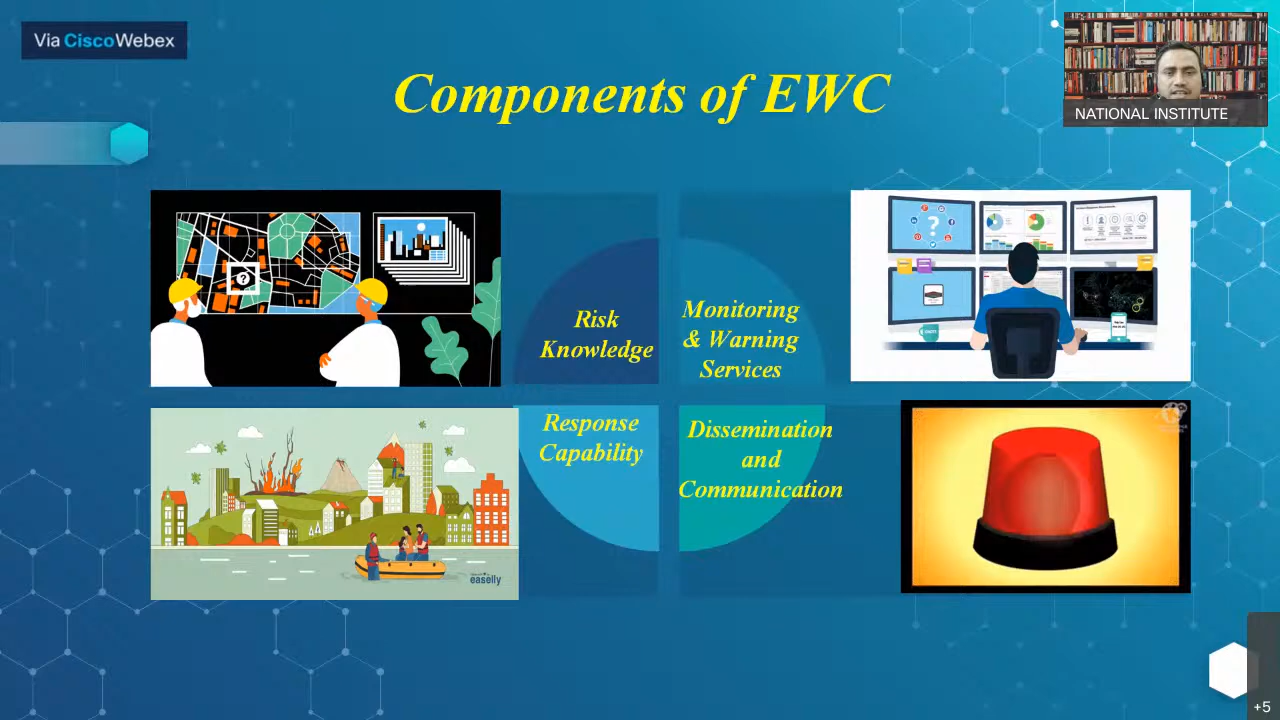 Via CiscoWebex
Components of EWC
NATIONAL INSTITUTE
Risk
Knowledge
Monitoring
& Warning
Services
Response
Capability
Dissemination
and
Communication
easelly
+5